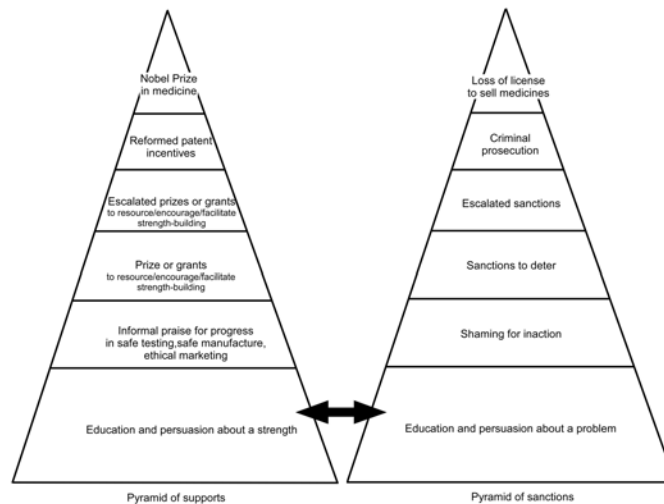 Nobel Prize
in medicine
Reformed patent
incentives
Escalated prizes or grants
to resource/encourage/facilitate
strength-building
Prize or grants
to resource/encourage/facilitate
strength-building
Informal praise for progress
in safe testing,safe manufacture,
ethical marketing
Education and persuasion about a strength
Pyramid of supports
Loss of license
to sell medicines
Criminal
prosecution
Escalated sanctions
Sanctions to deter
Shaming for inaction
Education and persuasion about a problem
Pyramid of sanctions